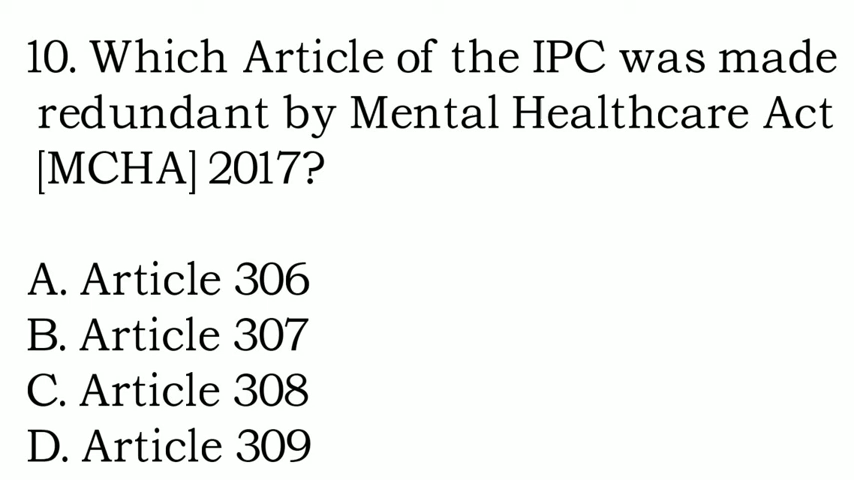 10. Which Article of the IPC was made
redundant by Mental Healthcare Act
[MCHA] 2017?
A. Article 306
B. Article 307
C. Article 308
D. Article 309